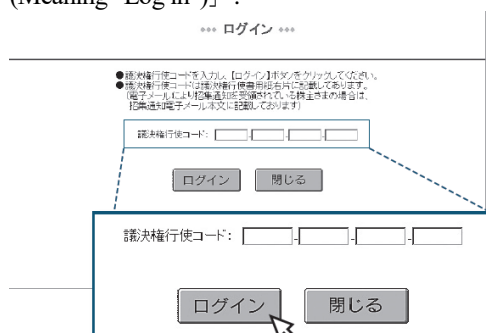 (Meaning “Log in”)」.
*** ログイン ***
●議決権行使コードを入力し、【ログイン】ボタンをクリックしてください。
●議決権行使コードは議決権行使書用紙右片に記載してあります。
（電子メールにより招集通知を受領されている株主さまの場合は、
招集通知電子メール本文に記載しております）
議決権行使コード： - - -
ログイン 閉じる
議決権行使コード： - - -
ログイン 閉じる